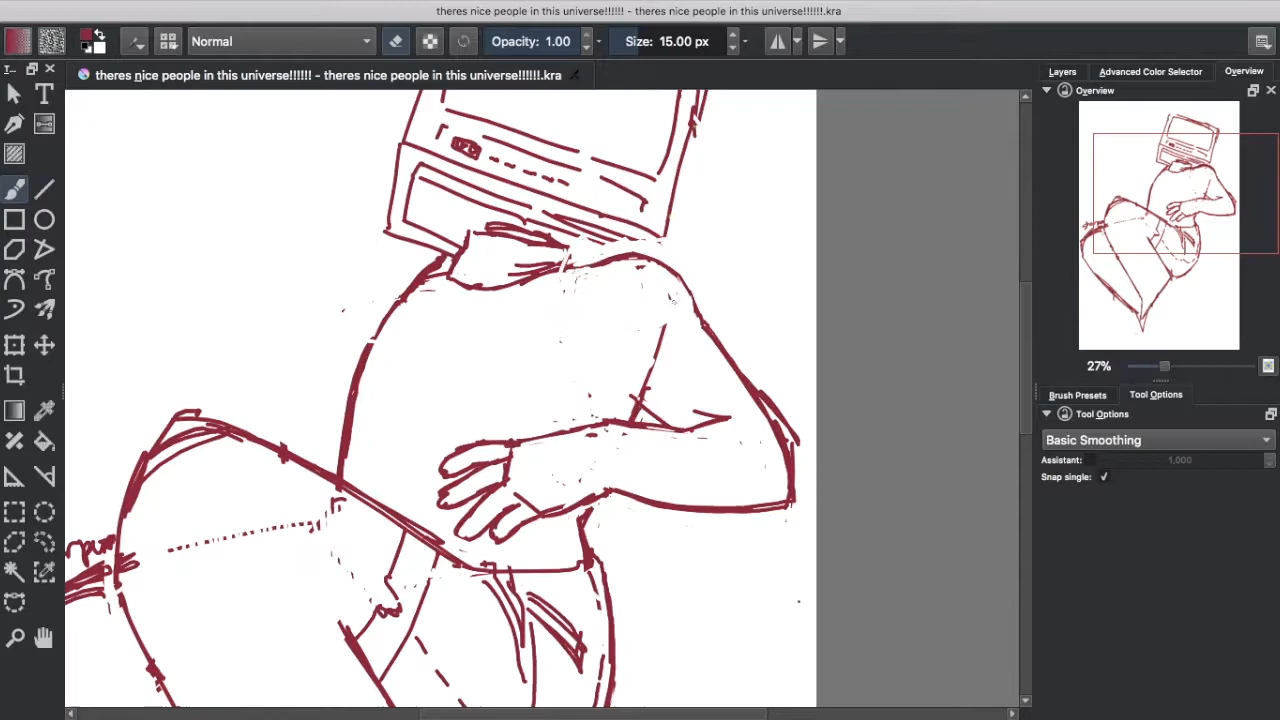 theres nice people in this universe!!!!!! - theres nice people in this universe!!!!!!.kra
Normal
Opacity: 1.00
Size: 15.00 px
theres nice people in this universe!!!!!! - theres nice people in this universe!!!!!!.kra
Layers
Advanced Color Selector
Overview
Overview
27%
Brush Presets
Tool Options
Tool Options
Basic Smoothing
Assistant:
1,000
Snap single: